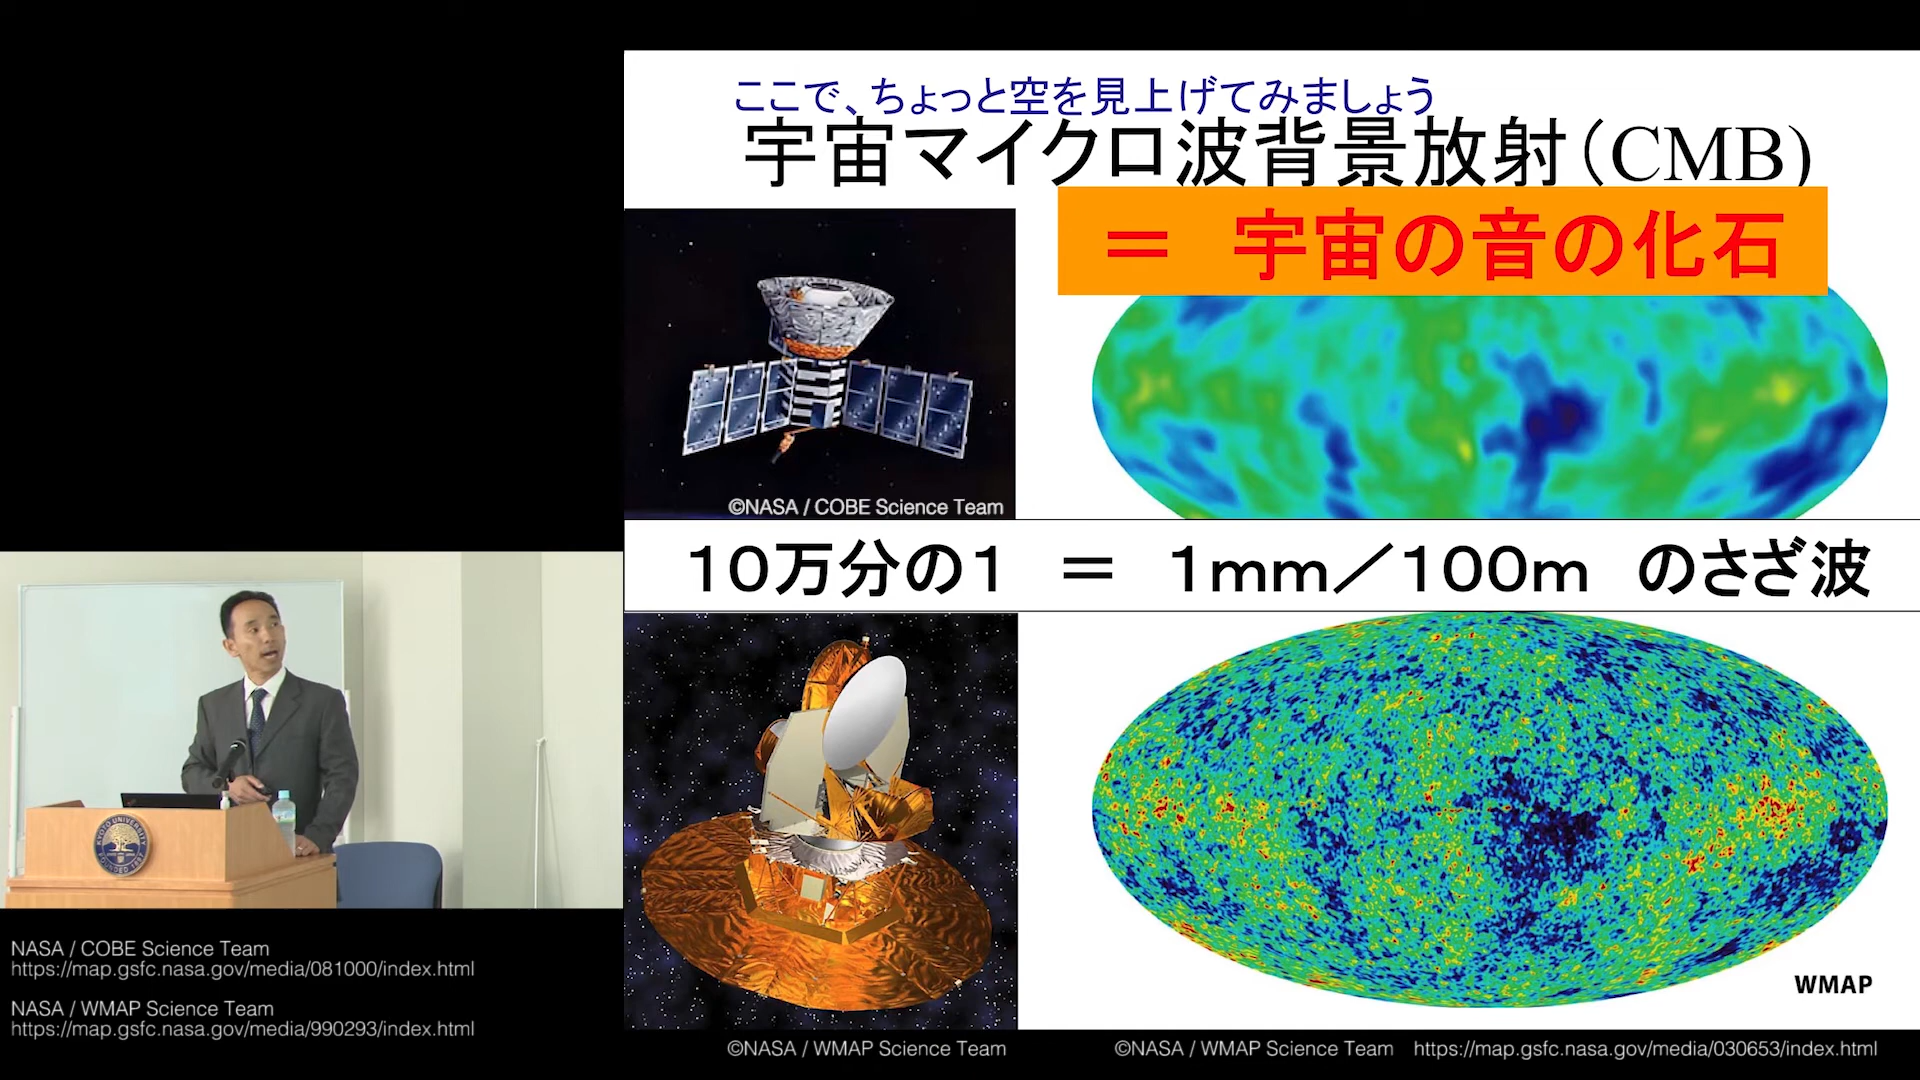 ここで、ちょっと空を見上げてみましょう
宇宙マイクロ波背景放射（CMB）
＝　宇宙の音の化石
©NASA / COBE Science Team
１０万分の１　＝　１mm／１００m　のさざ波
WMAP
©NASA / WMAP Science Team
©NASA / WMAP Science Team https://map.gsfc.nasa.gov/media/030653/index.html
KYOTO UNIVERSITY
FOUNDED 1897
NASA / COBE Science Team
https://map.gsfc.nasa.gov/media/081000/index.html
NASA / WMAP Science Team
https://map.gsfc.nasa.gov/media/990293/index.html